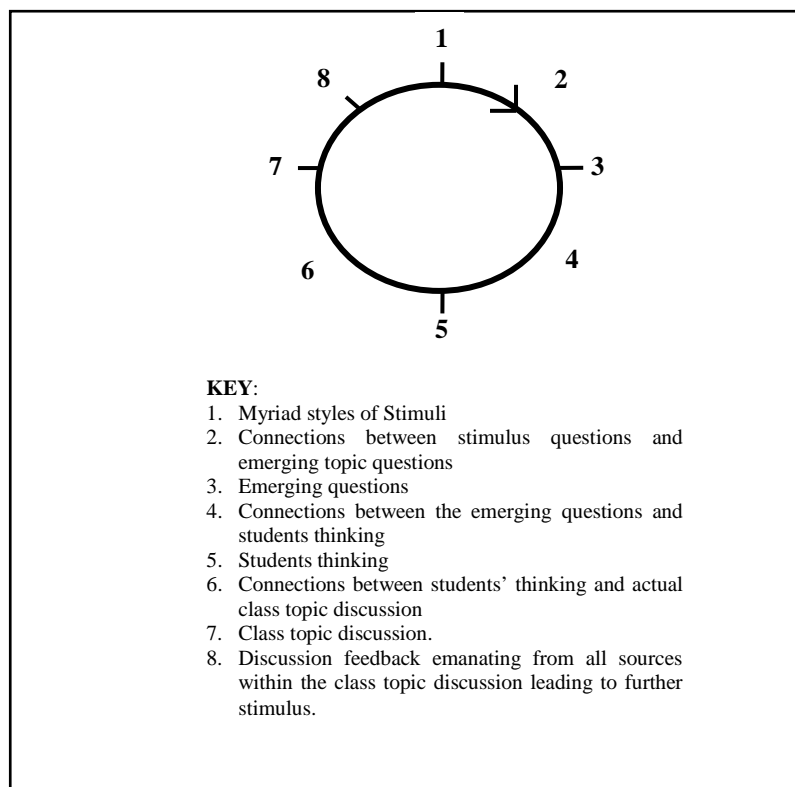 1
8
2
7
3
6
4
5
KEY:
1. Myriad styles of Stimuli
2. Connections between stimulus questions and
emerging topic questions
3. Emerging questions
4. Connections between the emerging questions and
students thinking
5. Students thinking
6. Connections between students’ thinking and actual
class topic discussion
7. Class topic discussion.
8. Discussion feedback emanating from all sources
within the class topic discussion leading to further
stimulus.